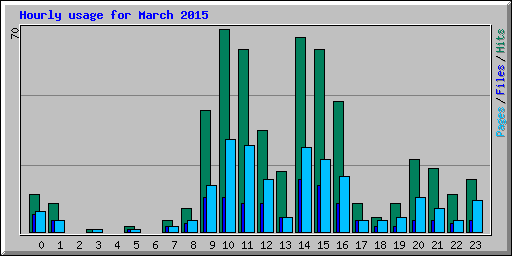 Hourly usage for March 2015
70
Pages / Files / Hits
0 1 2 3 4 5 6 7 8 9 10 11 12 13 14 15 16 17 18 19 20 21 22 23